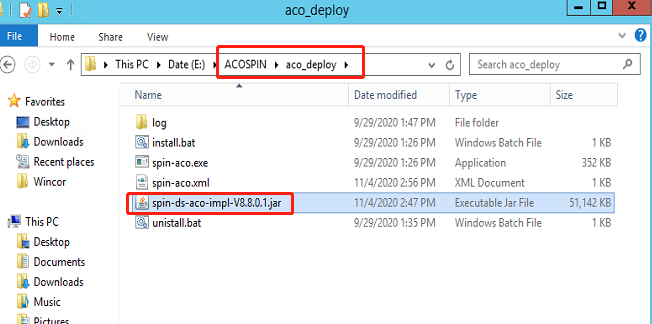 aco_deploy
File Home Share View
This PC Date (E:) ACOSPIN aco_deploy Search aco_deploy
Name Date modified Type Size
Favorites
Desktop
Downloads
Recent places
Wincor
This PC
Desktop
Documents
Downloads
Music
Pictures
log 9/29/2020 1:47 PM File folder
install.bat 9/29/2020 1:26 PM Windows Batch File 1 KB
spin-aco.exe 9/29/2020 1:26 PM Application 352 KB
spin-aco.xml 11/4/2020 2:56 PM XML Document 1 KB
spin-ds-aco-impl-V8.8.0.1.jar 11/4/2020 2:47 PM Executable Jar File 51,142 KB
unistall.bat 9/29/2020 1:35 PM Windows Batch File 1 KB